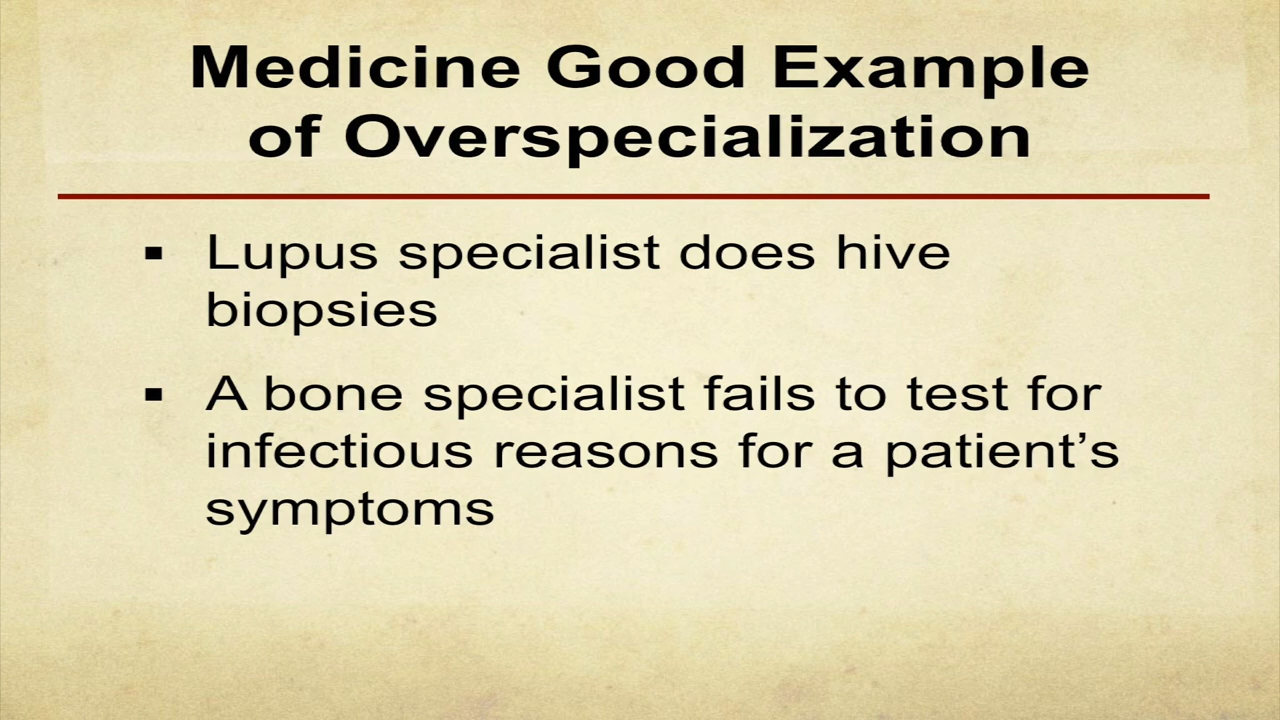 Medicine Good Example
of Overspecialization
▪ Lupus specialist does hive
biopsies
▪ A bone specialist fails to test for
infectious reasons for a patient’s
symptoms